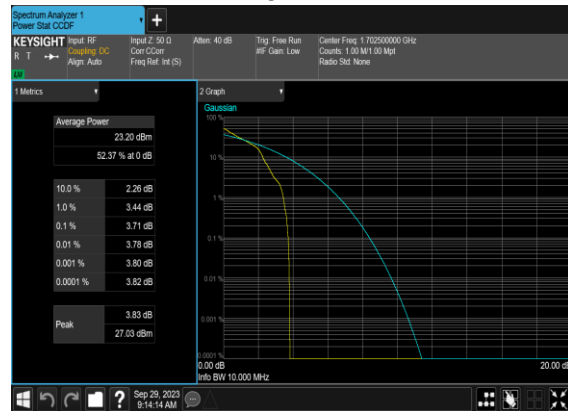 Spectrum Analyzer 1
Power Stat CCDF
+
KEYSIGHT
R T
LU
Input: RF
Coupling: DC
Align: Auto
Input Z: 50 Ω
Corr CCorr
Freq Ref: Int (S)
Atten: 40 dB
Trig: Free Run
#IF Gain: Low
Center Freq: 1.702500000 GHz
Counts: 1.00 M/1.00 Mpt
Radio Std: None
1 Metrics
Average Power
23.20 dBm
52.37 % at 0 dB
10.0 % 2.26 dB
1.0 % 3.44 dB
0.1 % 3.71 dB
0.01 % 3.78 dB
0.001 % 3.80 dB
0.0001 % 3.82 dB
Peak
3.83 dB
27.03 dBm
2 Graph
Gaussian
100 %
10 %
1 %
0.1 %
0.01 %
0.001 %
0.0001 %
0.00 dB
20.00 dB
Info BW 10.000 MHz
?
Sep 29, 2023
9:14:14 AM